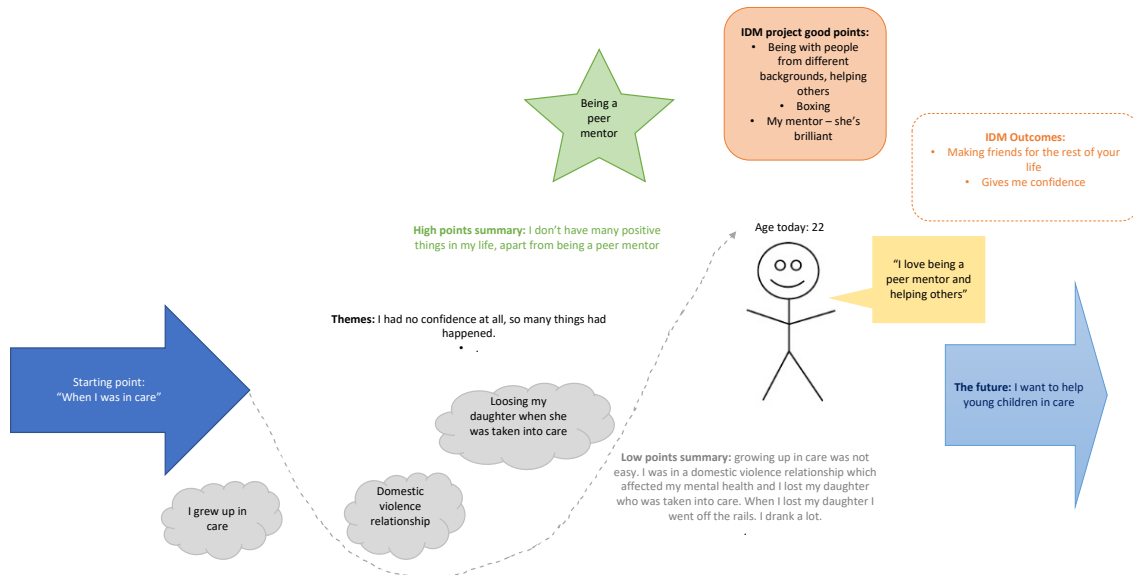 IDM project good points:
• Being with people
from different
backgrounds, helping
others
• Boxing
• My mentor – she's
brilliant
Being a
peer
mentor
IDM Outcomes:
• Making friends for the rest of your
life
• Gives me confidence
High points summary: I don't have many positive
things in my life, apart from being a peer mentor
Age today: 22
"I love being a
peer mentor and
helping others"
Themes: I had no confidence at all, so many things had
happened.
• .
Starting point:
"When I was in care"
The future: I want to help
young children in care
Loosing my
daughter when she
was taken into care
Low points summary: growing up in care was not
easy. I was in a domestic violence relationship which
affected my mental health and I lost my daughter
who was taken into care. When I lost my daughter I
went off the rails. I drank a lot.
.
Domestic
violence
relationship
I grew up in
care